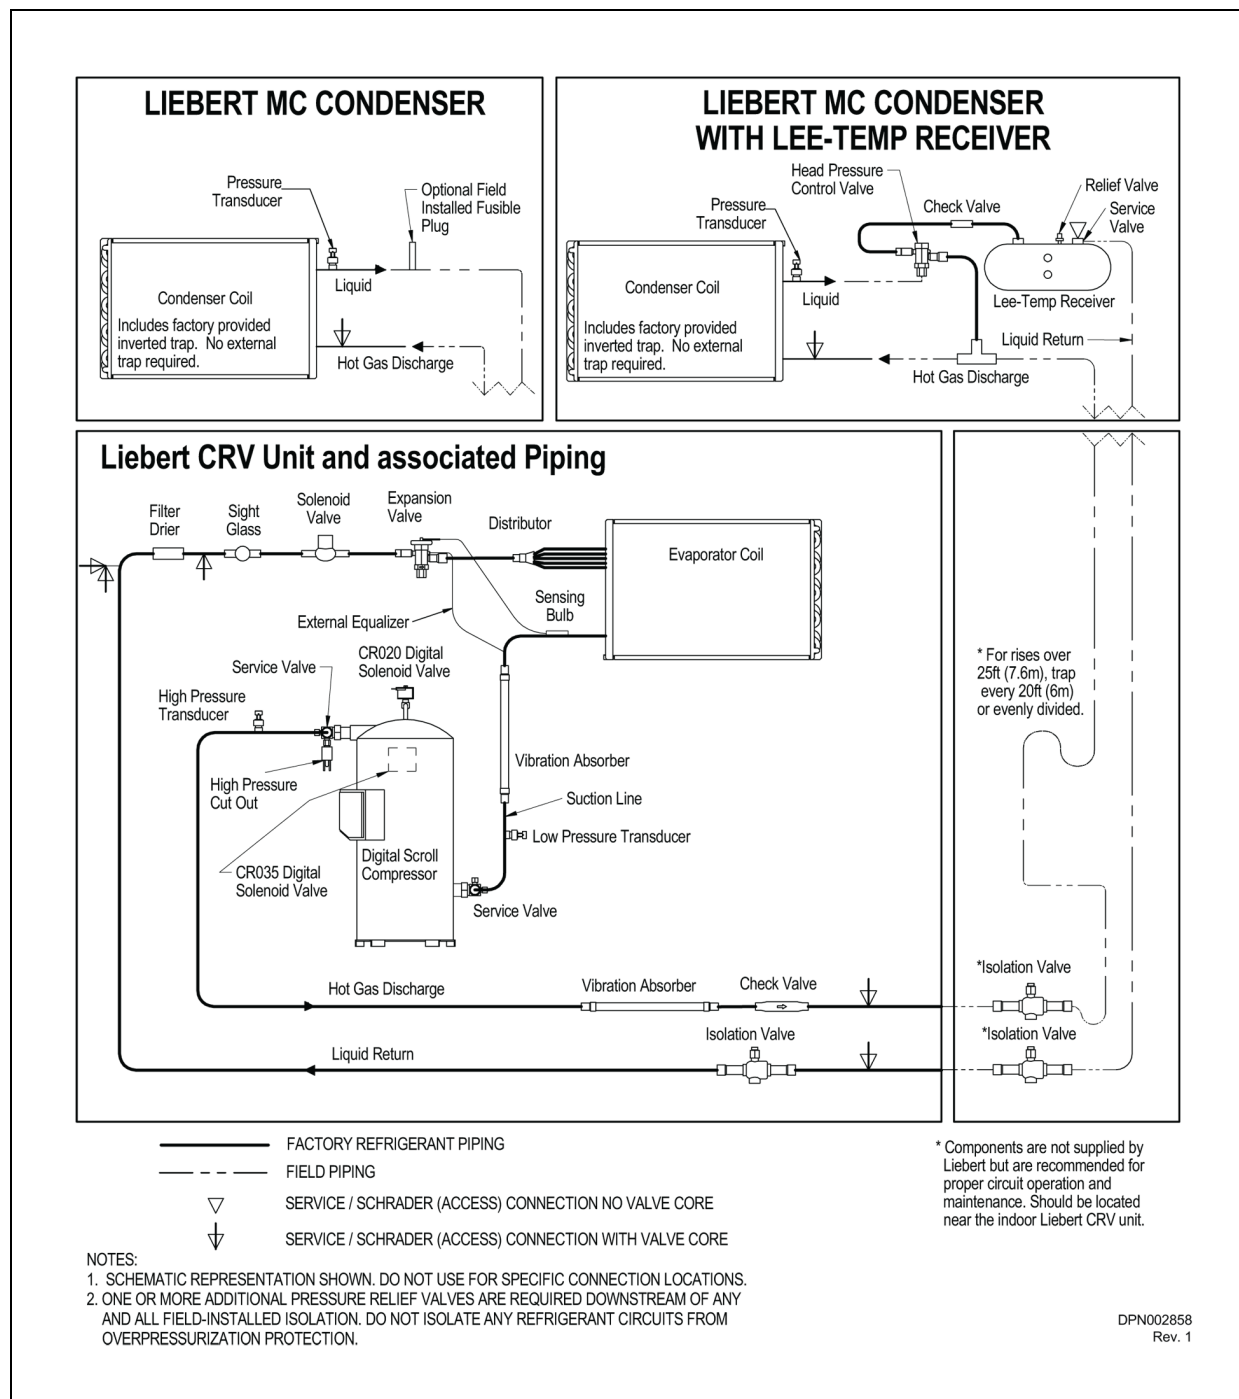 LIEBERT MC CONDENSER
Pressure
Transducer
Optional Field
Installed Fusible
Plug
Condenser Coil
Includes factory provided
inverted trap. No external
trap required.
Liquid
Hot Gas Discharge
LIEBERT MC CONDENSER
WITH LEE-TEMP RECEIVER
Head Pressure
Control Valve
Pressure
Transducer
Check Valve
Relief Valve
Service
Valve
Condenser Coil
Includes factory provided
inverted trap. No external
trap required.
Liquid
Lee-Temp Receiver
Liquid Return
Hot Gas Discharge
Liebert CRV Unit and associated Piping
Filter
Drier
Sight
Glass
Solenoid
Valve
Expansion
Valve
Distributor
Evaporator Coil
Sensing
Bulb
External Equalizer
CR020 Digital
Solenoid Valve
Service Valve
High Pressure
Transducer
High Pressure
Cut Out
Vibration Absorber
Suction Line
Low Pressure Transducer
Digital Scroll
Compressor
CR035 Digital
Solenoid Valve
Service Valve
Hot Gas Discharge
Vibration Absorber
Check Valve
Isolation Valve
Liquid Return
* For rises over
25ft (7.6m), trap
every 20ft (6m)
or evenly divided.
*Isolation Valve
*Isolation Valve
FACTORY REFRIGERANT PIPING
FIELD PIPING
SERVICE / SCHRADER (ACCESS) CONNECTION NO VALVE CORE
SERVICE / SCHRADER (ACCESS) CONNECTION WITH VALVE CORE
* Components are not supplied by
Liebert but are recommended for
proper circuit operation and
maintenance. Should be located
near the indoor Liebert CRV unit.
NOTES:
1. SCHEMATIC REPRESENTATION SHOWN. DO NOT USE FOR SPECIFIC CONNECTION LOCATIONS.
2. ONE OR MORE ADDITIONAL PRESSURE RELIEF VALVES ARE REQUIRED DOWNSTREAM OF ANY
AND ALL FIELD-INSTALLED ISOLATION. DO NOT ISOLATE ANY REFRIGERANT CIRCUITS FROM
OVERPRESSURIZATION PROTECTION.
DPN002858
Rev. 1